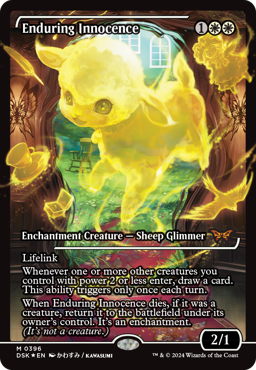 Enduring Innocence 1
Enchantment Creature — Sheep Glimmer
Lifelink
Whenever one or more other creatures you
control with power 2 or less enter, draw a card.
This ability triggers only once each turn.
When Enduring Innocence dies, if it was a
creature, return it to the battlefield under its
owner's control. It's an enchantment.
(It's not a creature.)
2/1
M 0396
DSK★EN かわすみ / KAWASUMI
™ & © 2024 Wizards of the Coast